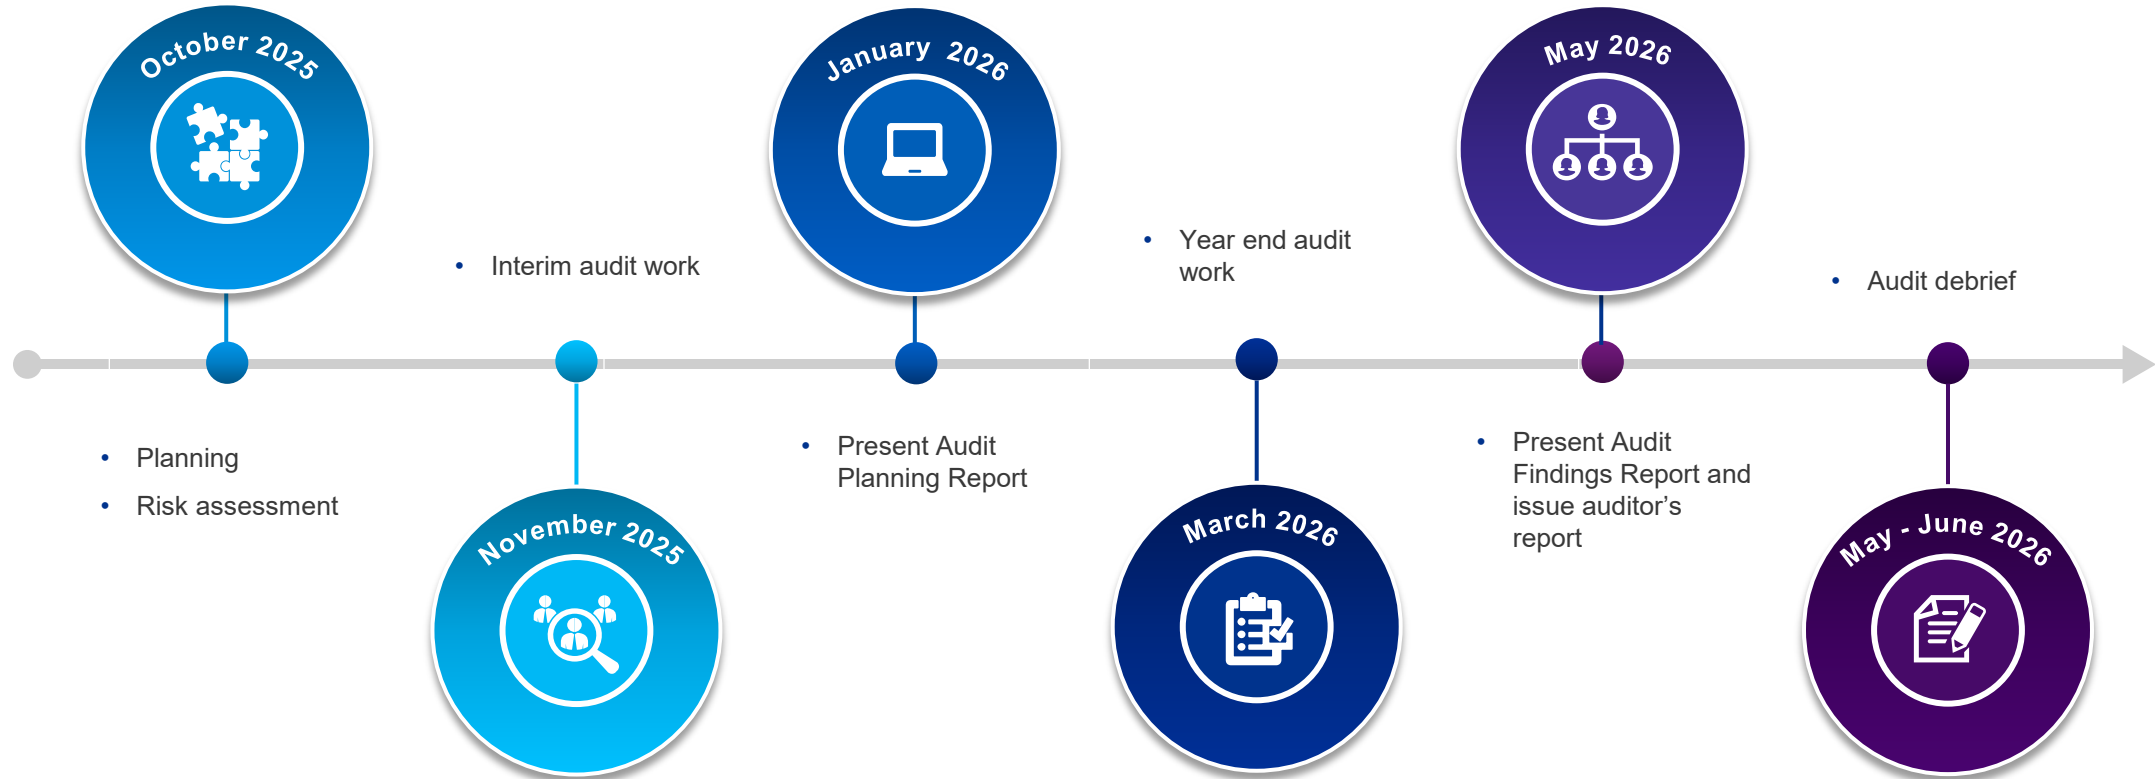 October 2025
• Planning
• Risk assessment
• Interim audit work
November 2025
January 2026
• Present Audit
Planning Report
• Year end audit
work
March 2026
May 2026
• Present Audit
Findings Report and
issue auditor’s
report
• Audit debrief
May - June 2026